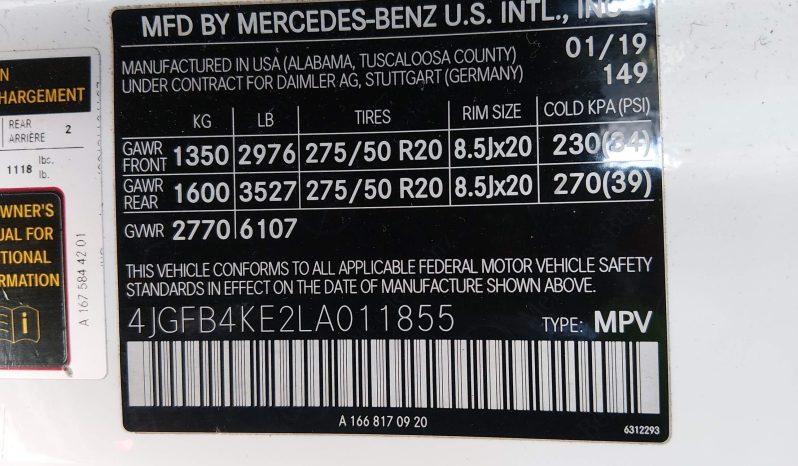 MFD BY MERCEDES-BENZ U.S. INTL., INC
MANUFACTURED IN USA (ALABAMA, TUSCALOOSA COUNTY) 01/19
UNDER CONTRACT FOR DAIMLER AG, STUTTGART (GERMANY) 149
KG LB TIRES RIM SIZE COLD KPA (PSI)
GAWR FRONT 1350 2976 275/50 R20 8.5Jx20 230(34)
GAWR REAR 1600 3527 275/50 R20 8.5Jx20 270(39)
GVWR 2770 6107
THIS VEHICLE CONFORMS TO ALL APPLICABLE FEDERAL MOTOR VEHICLE SAFETY
STANDARDS IN EFFECT ON THE DATE OF MANUFACTURE SHOWN ABOVE.
4JGFB4KE2LA011855 TYPE: MPV
A 166 817 09 20
6312293
HARGEMENT
REAR
ARRIÈRE 2
1118 lbs.
lb.
WNER'S
UAL FOR
TIONAL
RMATION
A 167 584 42 01